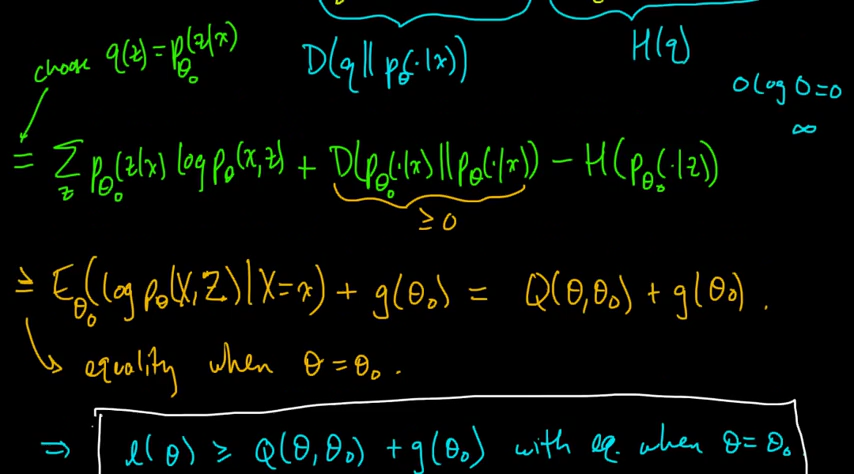 choose q(z) = p_θ₀(z|x)
D(q || p_θ(·|x))
H(q)
0 log 0 = 0
∞
= Σ_z p_θ₀(z|x) log p_θ(x,z) + D(p_θ₀(·|x) || p_θ(·|x)) − H(p_θ₀(·|z))
≥ 0
≥ E_θ₀(log p_θ(X,Z) | X=x) + g(θ₀) = Q(θ,θ₀) + g(θ₀) .
equality when θ = θ₀ .
⇒ l(θ) ≥ Q(θ,θ₀) + g(θ₀) with eq. when θ = θ₀